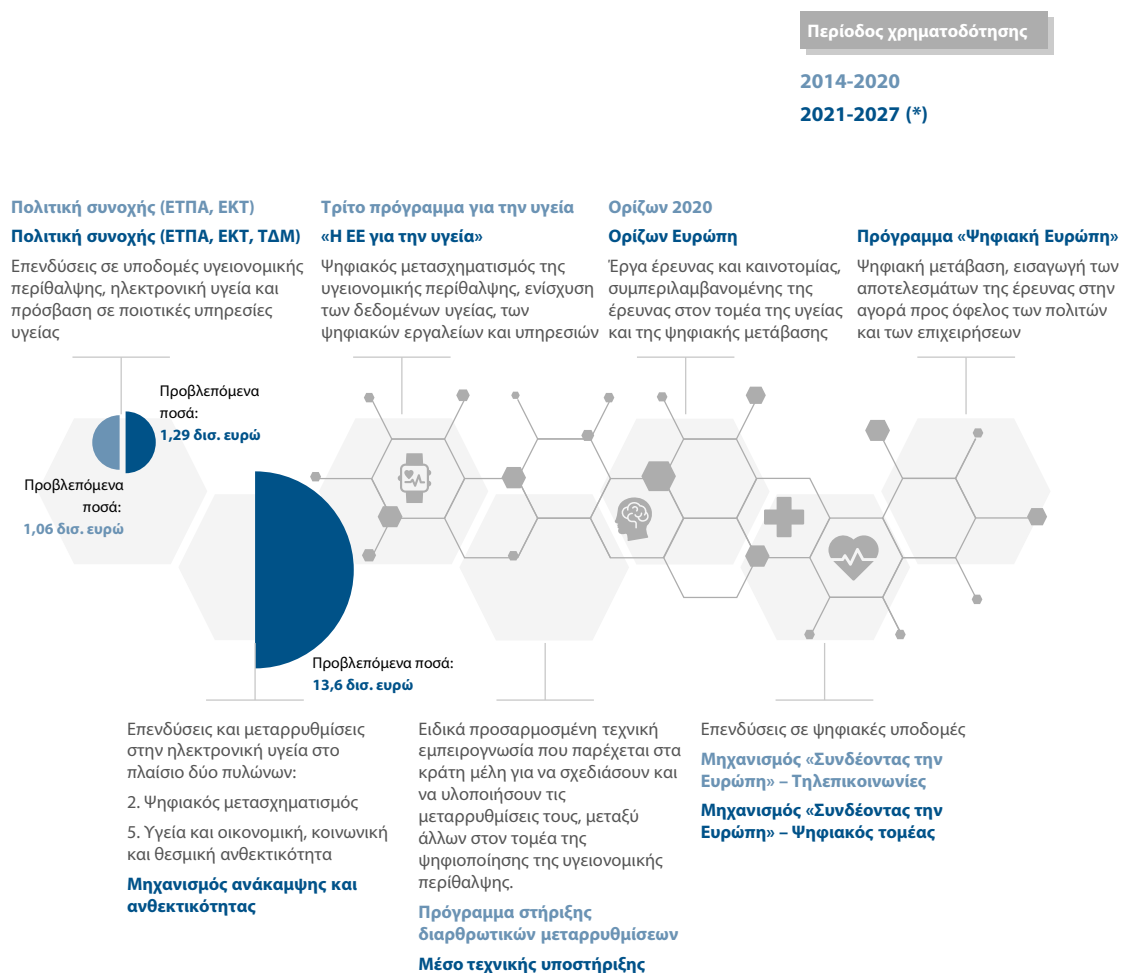 Περίοδος χρηματοδότησης
2014-2020
2021-2027 (*)
Πολιτική συνοχής (ΕΤΠΑ, ΕΚΤ)
Πολιτική συνοχής (ΕΤΠΑ, ΕΚΤ, ΤΔΜ)
Επενδύσεις σε υποδομές υγειονομικής
περίθαλψης, ηλεκτρονική υγεία και
πρόσβαση σε ποιοτικές υπηρεσίες
υγείας
Τρίτο πρόγραμμα για την υγεία
«Η ΕΕ για την υγεία»
Ψηφιακός μετασχηματισμός της
υγειονομικής περίθαλψης, ενίσχυση
των δεδομένων υγείας, των
ψηφιακών εργαλείων και υπηρεσιών
Ορίζων 2020
Ορίζων Ευρώπη
Έργα έρευνας και καινοτομίας,
συμπεριλαμβανομένης της
έρευνας στον τομέα της υγείας
και της ψηφιακής μετάβασης
Πρόγραμμα «Ψηφιακή Ευρώπη»
Ψηφιακή μετάβαση, εισαγωγή των
αποτελεσμάτων της έρευνας στην
αγορά προς όφελος των πολιτών
και των επιχειρήσεων
Προβλεπόμενα
ποσά:
1,29 δισ. ευρώ
Προβλεπόμενα
ποσά:
1,06 δισ. ευρώ
Προβλεπόμενα ποσά:
13,6 δισ. ευρώ
Επενδύσεις και μεταρρυθμίσεις
στην ηλεκτρονική υγεία στο
πλαίσιο δύο πυλώνων:
2. Ψηφιακός μετασχηματισμός
5. Υγεία και οικονομική, κοινωνική
και θεσμική ανθεκτικότητα
Μηχανισμός ανάκαμψης και
ανθεκτικότητας
Ειδικά προσαρμοσμένη τεχνική
εμπειρογνωσία που παρέχεται στα
κράτη μέλη για να σχεδιάσουν και
να υλοποιήσουν τις
μεταρρυθμίσεις τους, μεταξύ
άλλων στον τομέα της
ψηφιοποίησης της υγειονομικής
περίθαλψης.
Πρόγραμμα στήριξης
διαρθρωτικών μεταρρυθμίσεων
Μέσο τεχνικής υποστήριξης
Επενδύσεις σε ψηφιακές υποδομές
Μηχανισμός «Συνδέοντας την
Ευρώπη» – Τηλεπικοινωνίες
Μηχανισμός «Συνδέοντας την
Ευρώπη» – Ψηφιακός τομέας